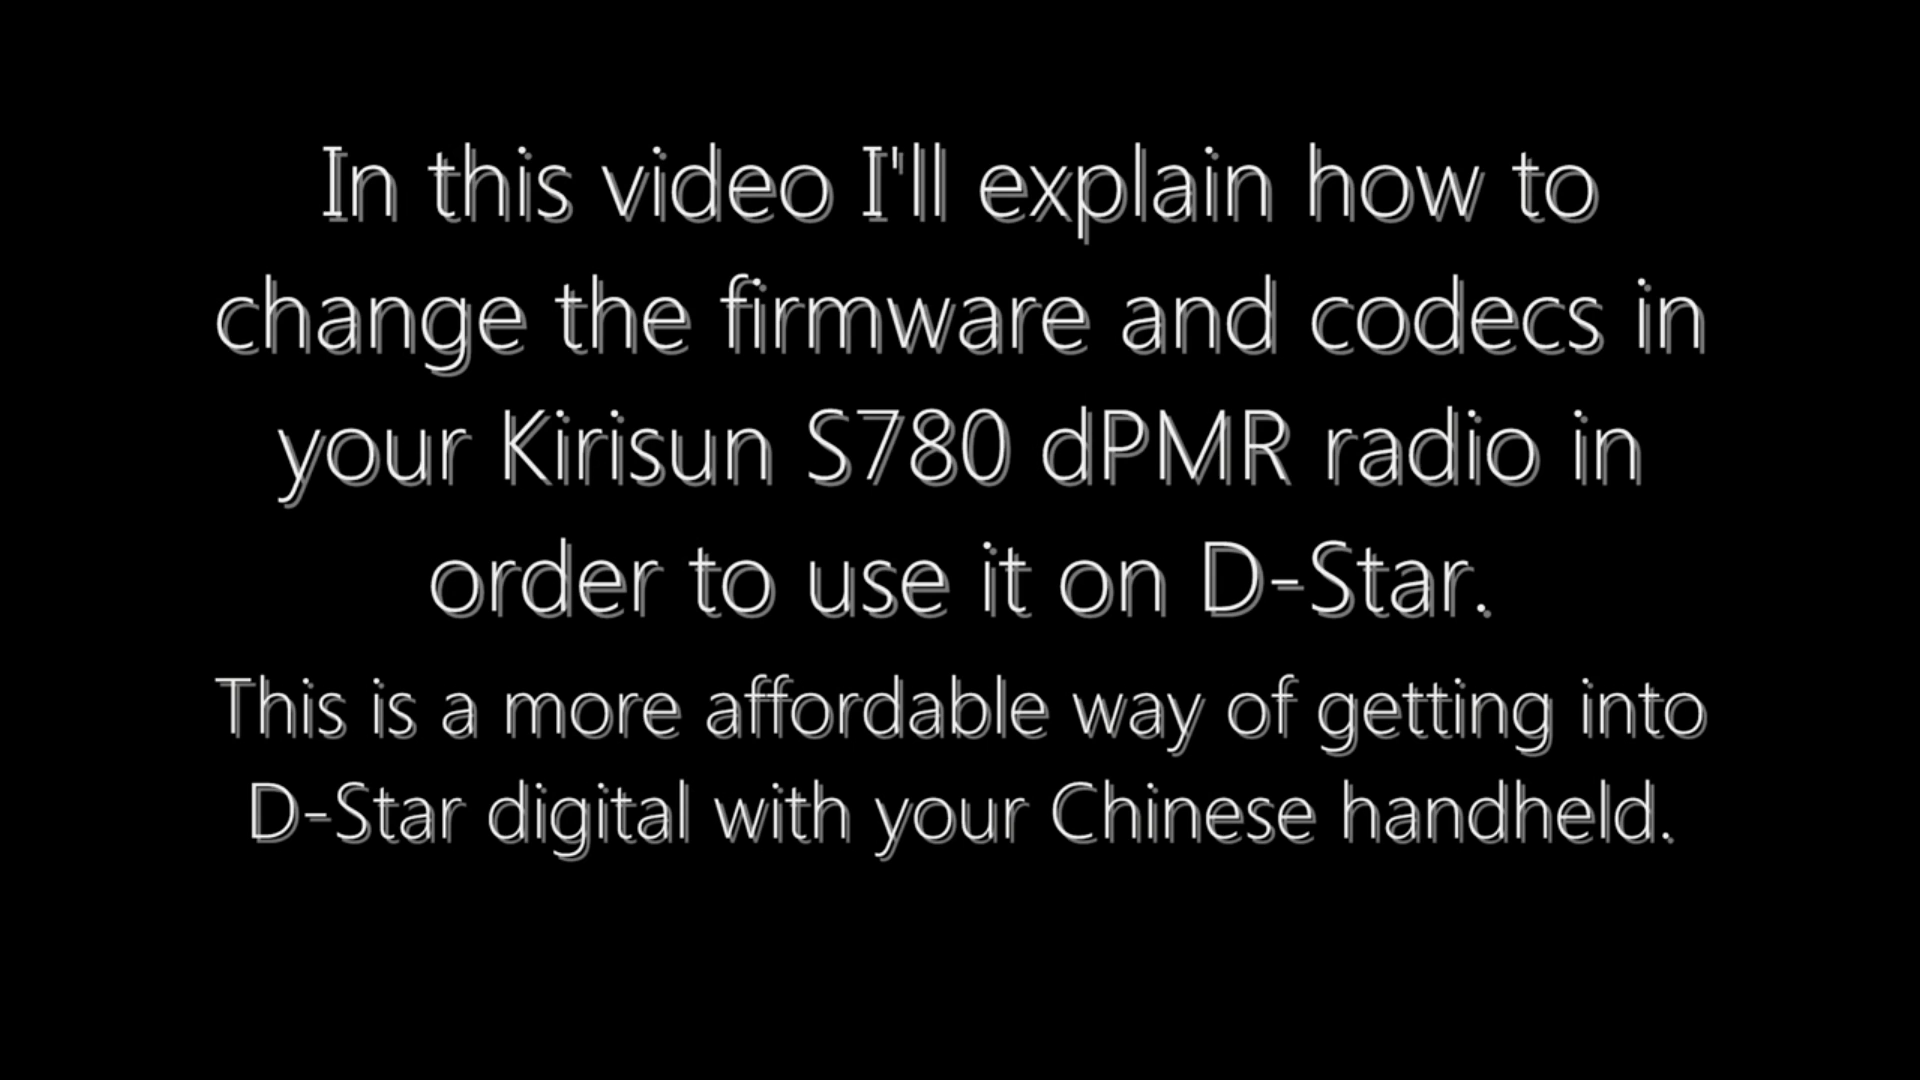 In this video I'll explain how to
change the firmware and codecs in
your Kirisun S780 dPMR radio in
order to use it on D-Star.
This is a more affordable way of getting into
D-Star digital with your Chinese handheld.